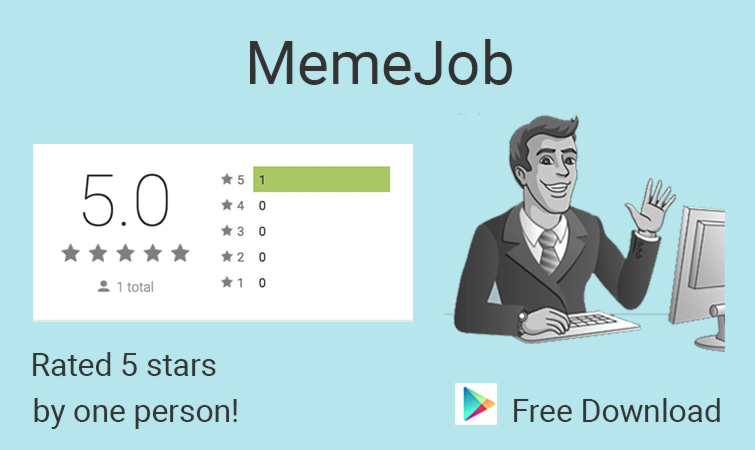 MemeJob
5.0
5 1
4 0
3 0
2 0
1 0
1 total
Rated 5 stars
by one person!
Free Download